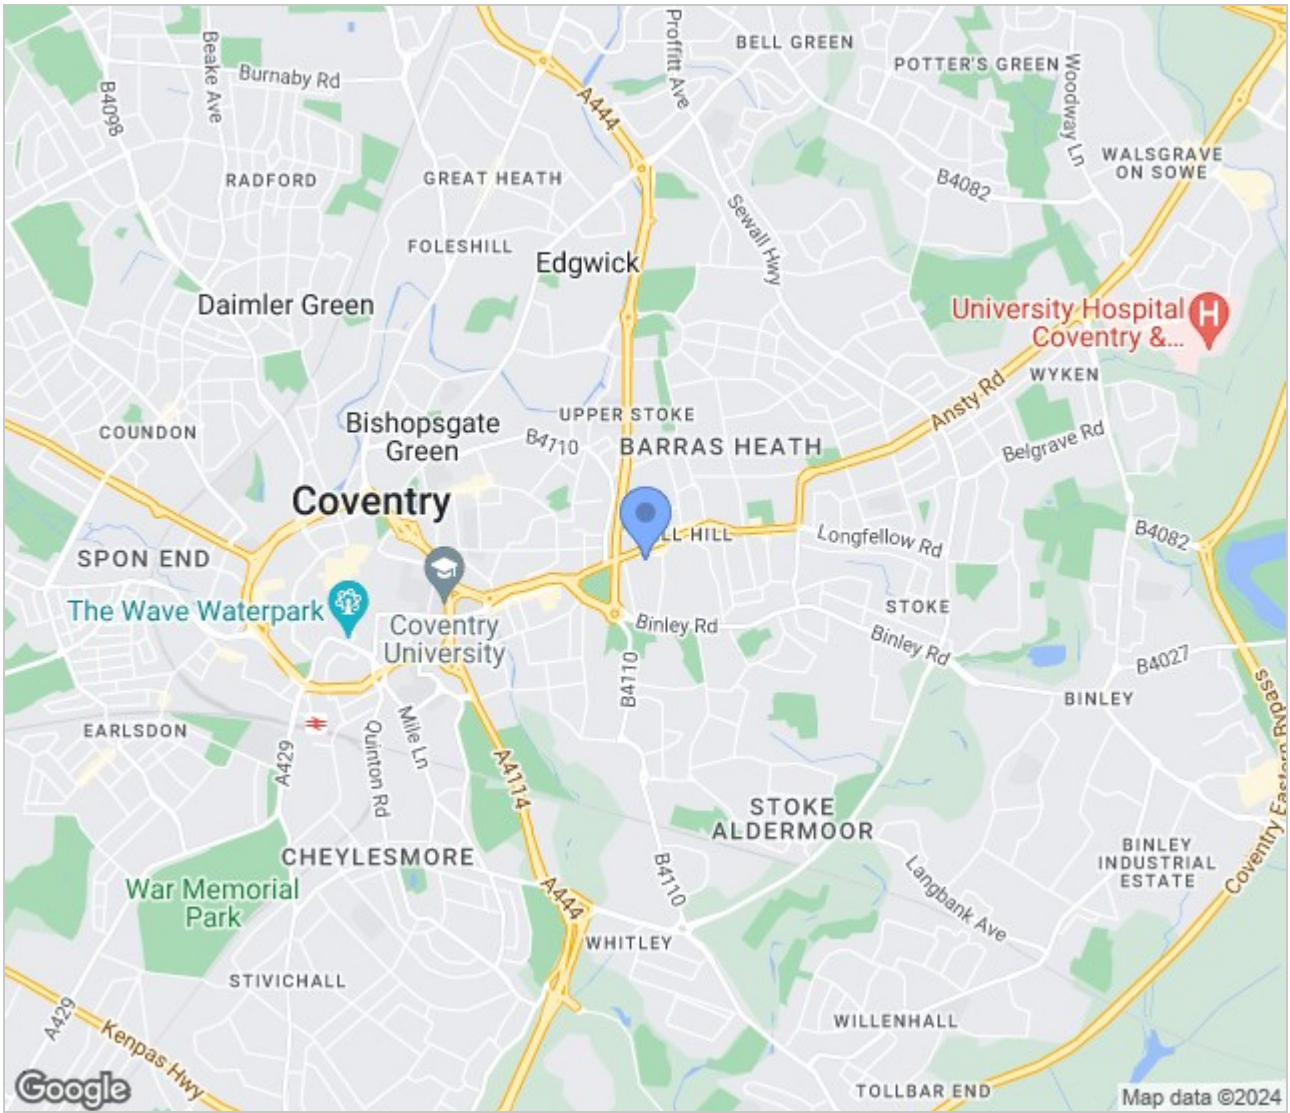 BELL GREEN
POTTER'S GREEN
Proffitt Ave
Beake Ave
Burnaby Rd
B4098
Woodway Ln
A444
WALSGRAVE
ON SOWE
RADFORD
GREAT HEATH
B4082
Sewall Hwy
FOLESHILL
Edgwick
Daimler Green
University Hospital
Coventry &...
H
WYKEN
Ansty Rd
UPPER STOKE
Bishopsgate
Green
B4110
BARRAS HEATH
COUNDON
Belgrave Rd
Coventry
LL HILL
Longfellow Rd
B4082
SPON END
The Wave Waterpark
STOKE
Coventry
University
Binley Rd
Binley Rd
B4027
B4110
BINLEY
EARLSDON
A429
Quinton Rd
Mile Ln
A4114
Coventry Eastern Bypass
STOKE
ALDERMOOR
CHEYLESMORE
BINLEY
INDUSTRIAL
ESTATE
War Memorial
Park
B4110
A444
Langbank Ave
WHITLEY
STIVICHALL
A429
Kenpas Hwy
WILLENHALL
TOLLBAR END
Google
Map data ©2024